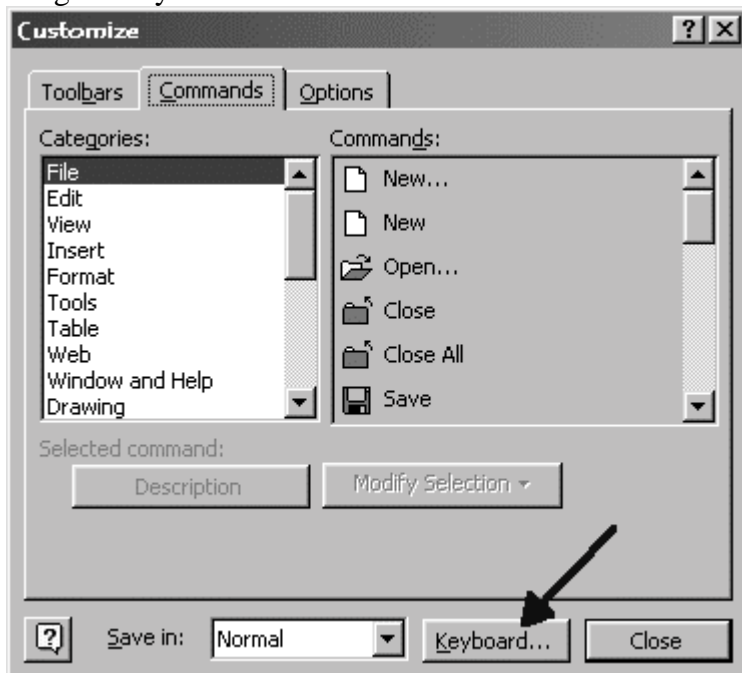 Customize
Toolbars Commands Options
Categories: Commands:
File
Edit
View
Insert
Format
Tools
Table
Web
Window and Help
Drawing
New...
New
Open...
Close
Close All
Save
Selected command:
Description Modify Selection
Save in: Normal Keyboard... Close